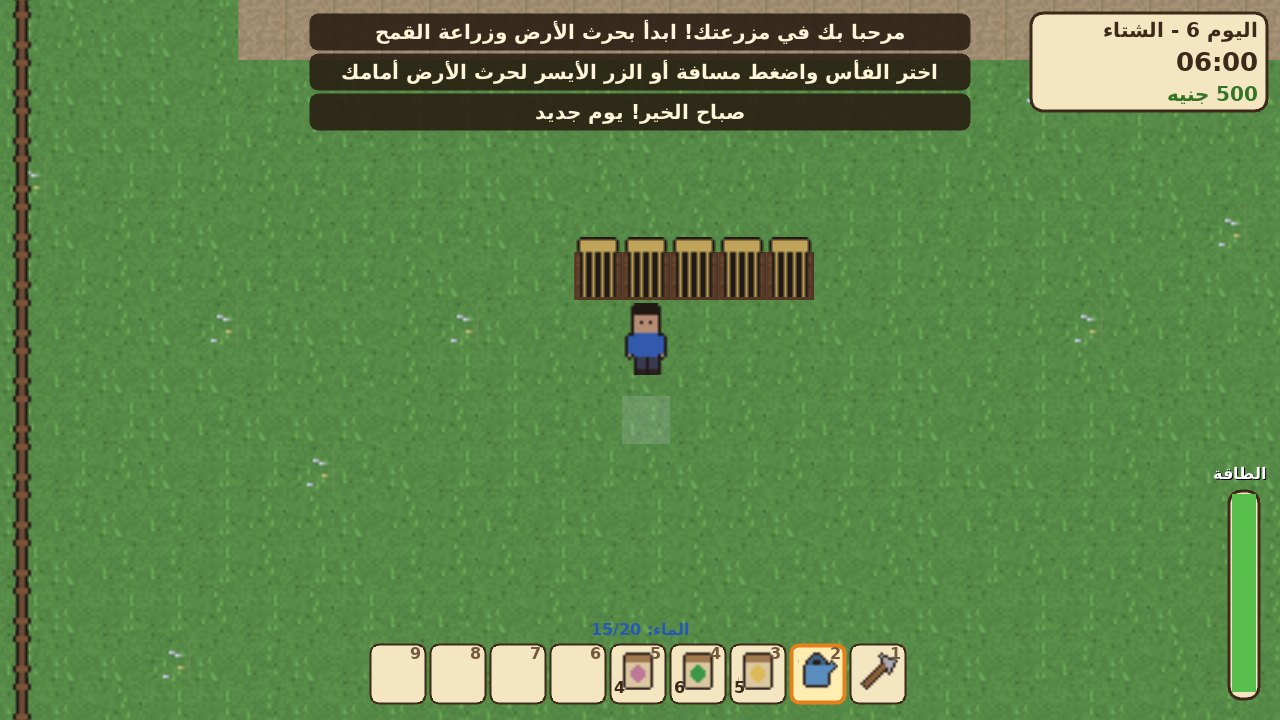 مرحبا بك في مزرعتك! ابدأ بحرث الأرض وزراعة القمح
اختر الفأس واضغط مسافة أو الزر الأيسر لحرث الأرض أمامك
صباح الخير! يوم جديد
اليوم 6 - الشتاء
06:00
500 جنيه
الطاقة
الماء: 15/20
1
2
3
5
4
6
5
4
6
7
8
9